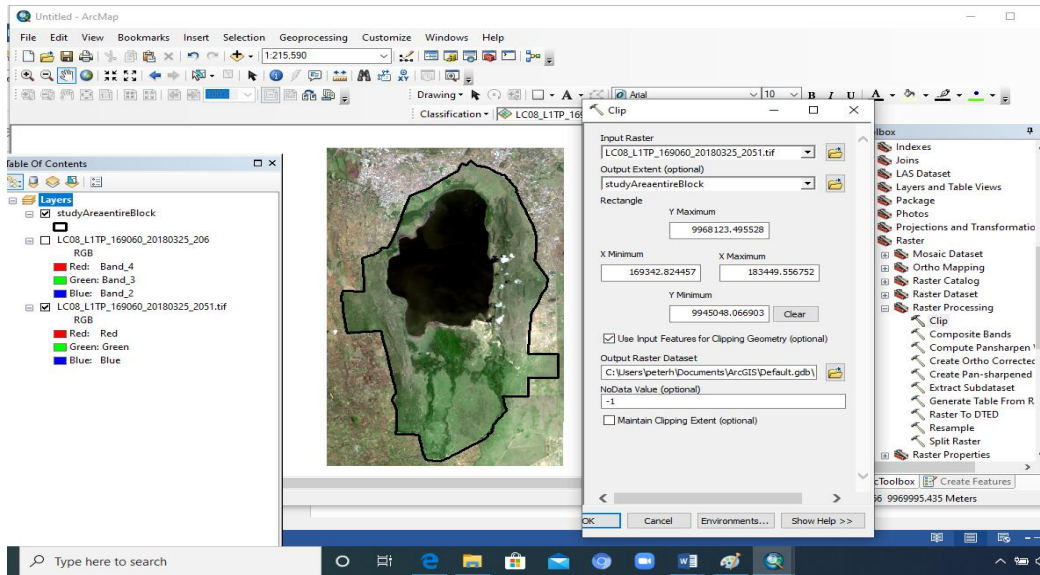 Untitled - ArcMap
File Edit View Bookmarks Insert Selection Geoprocessing Customize Windows Help
1:215,590
Drawing Arial 10 B I U A
Classification LC08_L1TP_169
Table Of Contents
Layers
studyAreaentireBlock
LC08_L1TP_169060_20180325_206
RGB
Red: Band_4
Green: Band_3
Blue: Band_2
LC08_L1TP_169060_20180325_2051.tif
RGB
Red: Red
Green: Green
Blue: Blue
Clip
Input Raster
LC08_L1TP_169060_20180325_2051.tif
Output Extent (optional)
studyAreaentireBlock
Rectangle
Y Maximum
9968123.495528
X Minimum X Maximum
169342.824457 183449.556752
Y Minimum
9945048.066903 Clear
Use Input Features for Clipping Geometry (optional)
Output Raster Dataset
C:\Users\peterh\Documents\ArcGIS\Default.gdb\
NoData Value (optional)
-1
Maintain Clipping Extent (optional)
OK Cancel Environments... Show Help >>
lbox
Indexes
Joins
LAS Dataset
Layers and Table Views
Package
Photos
Projections and Transformatio
Raster
Mosaic Dataset
Ortho Mapping
Raster Catalog
Raster Dataset
Raster Processing
Clip
Composite Bands
Compute Pansharpen
Create Ortho Corrected
Create Pan-sharpened
Extract Subdataset
Generate Table From R
Raster To DTED
Resample
Split Raster
Raster Properties
cToolbox Create Features
66 9969995.435 Meters
Type here to search